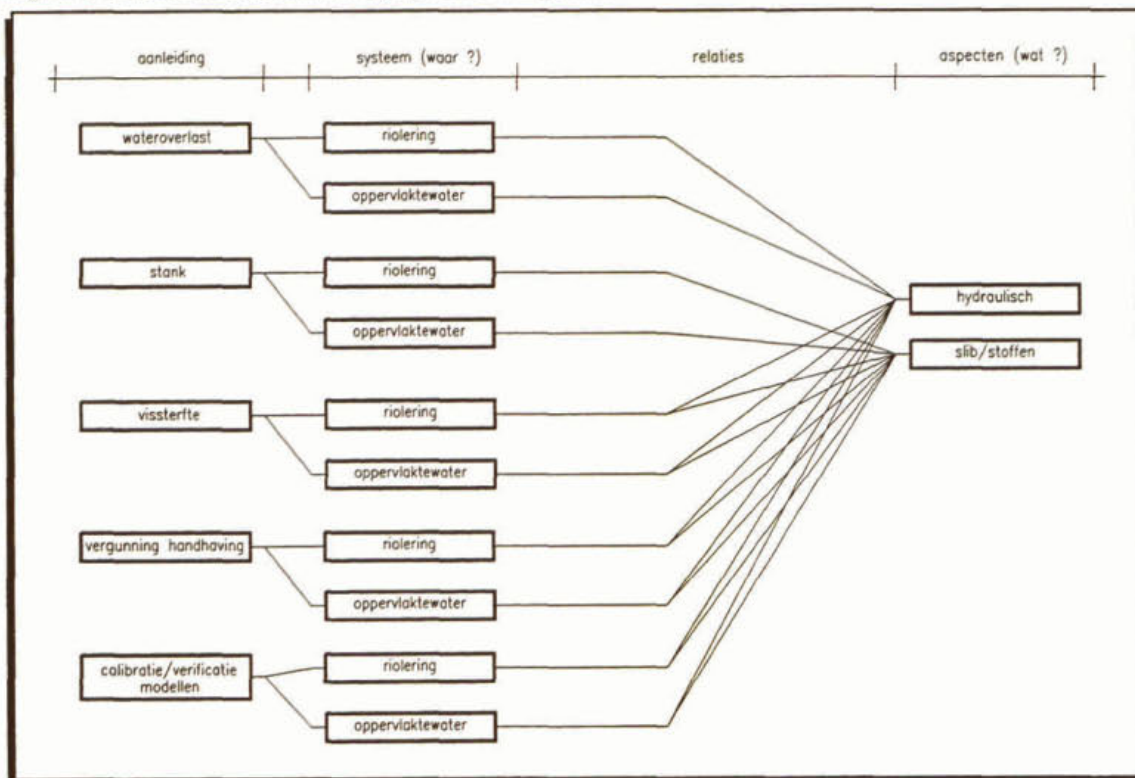 aanleiding systeem (waar ?) relaties aspecten (wat ?)
wateroverlast
riolering
oppervlaktewater
stank
riolering
oppervlaktewater
hydraulisch
slib/stoffen
vissterfte
riolering
oppervlaktewater
vergunning handhaving
riolering
oppervlaktewater
calibratie/verificatie
modellen
riolering
oppervlaktewater